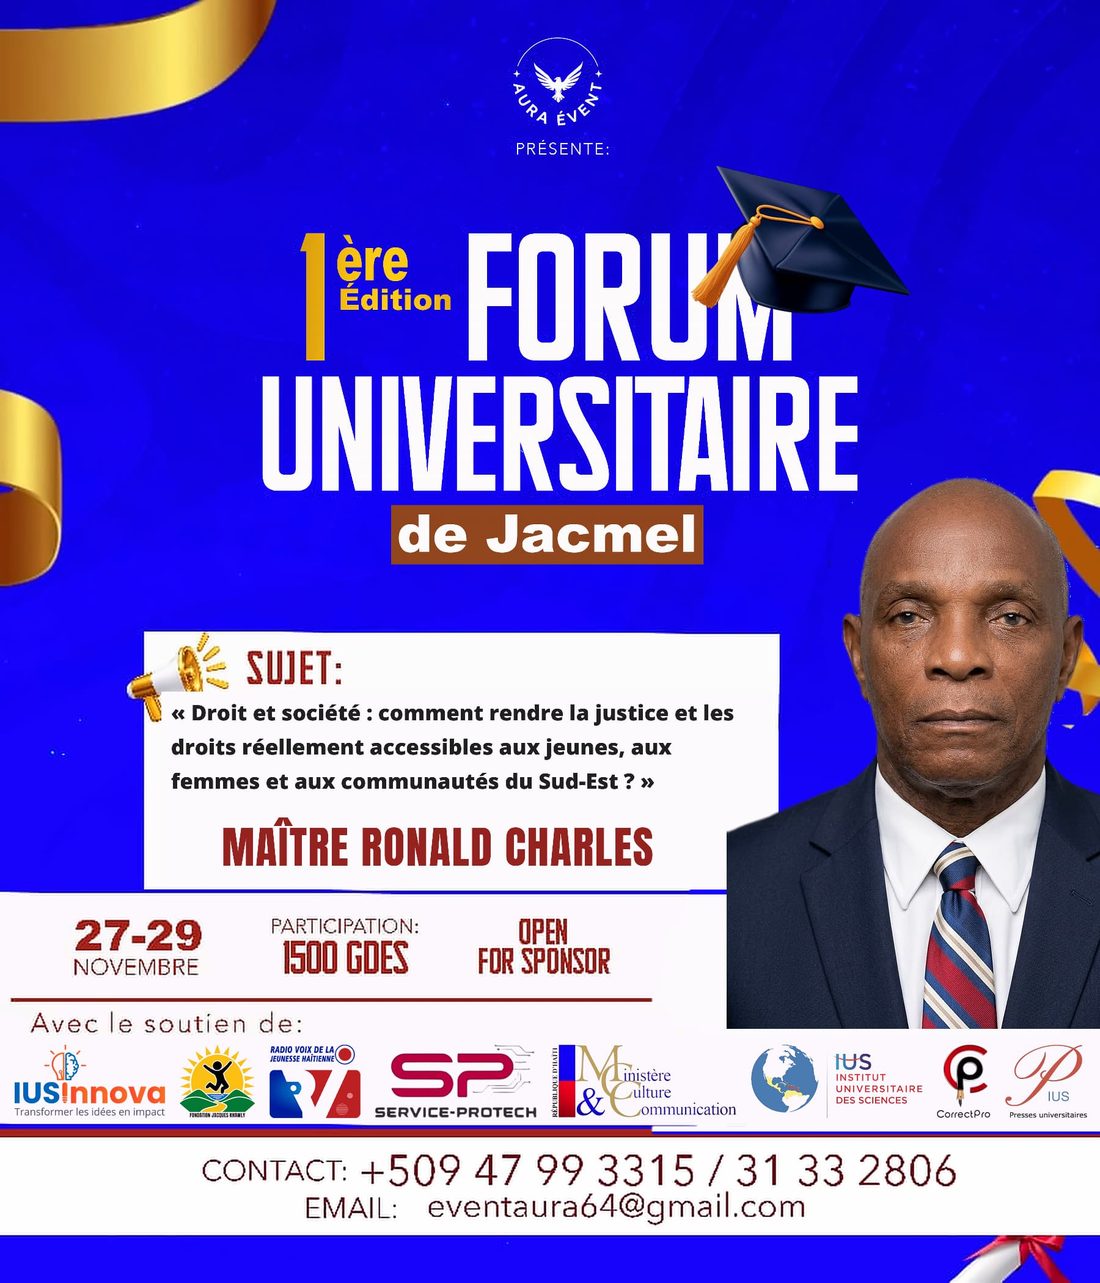 AURA ÉVENT
PRÉSENTE:
1ère Édition
FORUM
UNIVERSITAIRE
de Jacmel
SUJET:
« Droit et société : comment rendre la justice et les
droits réellement accessibles aux jeunes, aux
femmes et aux communautés du Sud-Est ? »
MAÎTRE RONALD CHARLES
27-29
NOVEMBRE
PARTICIPATION:
1500 GDES
OPEN
FOR SPONSOR
Avec le soutien de:
IUSInnova
Transformer les idées en impact
FONDATION JACQUES RHONLY
RADIO VOIX DE LA
JEUNESSE HAÏTIENNE
RVJ
SP
SERVICE-PROTECH
RÉPUBLIQUE D'HAÏTI
Ministère
Culture
& Communication
IUS
INSTITUT
UNIVERSITAIRE
DES SCIENCES
CP
CorrectPro
P
IUS
Presses universitaires
CONTACT: +509 47 99 3315 / 31 33 2806
EMAIL: eventaura64@gmail.com